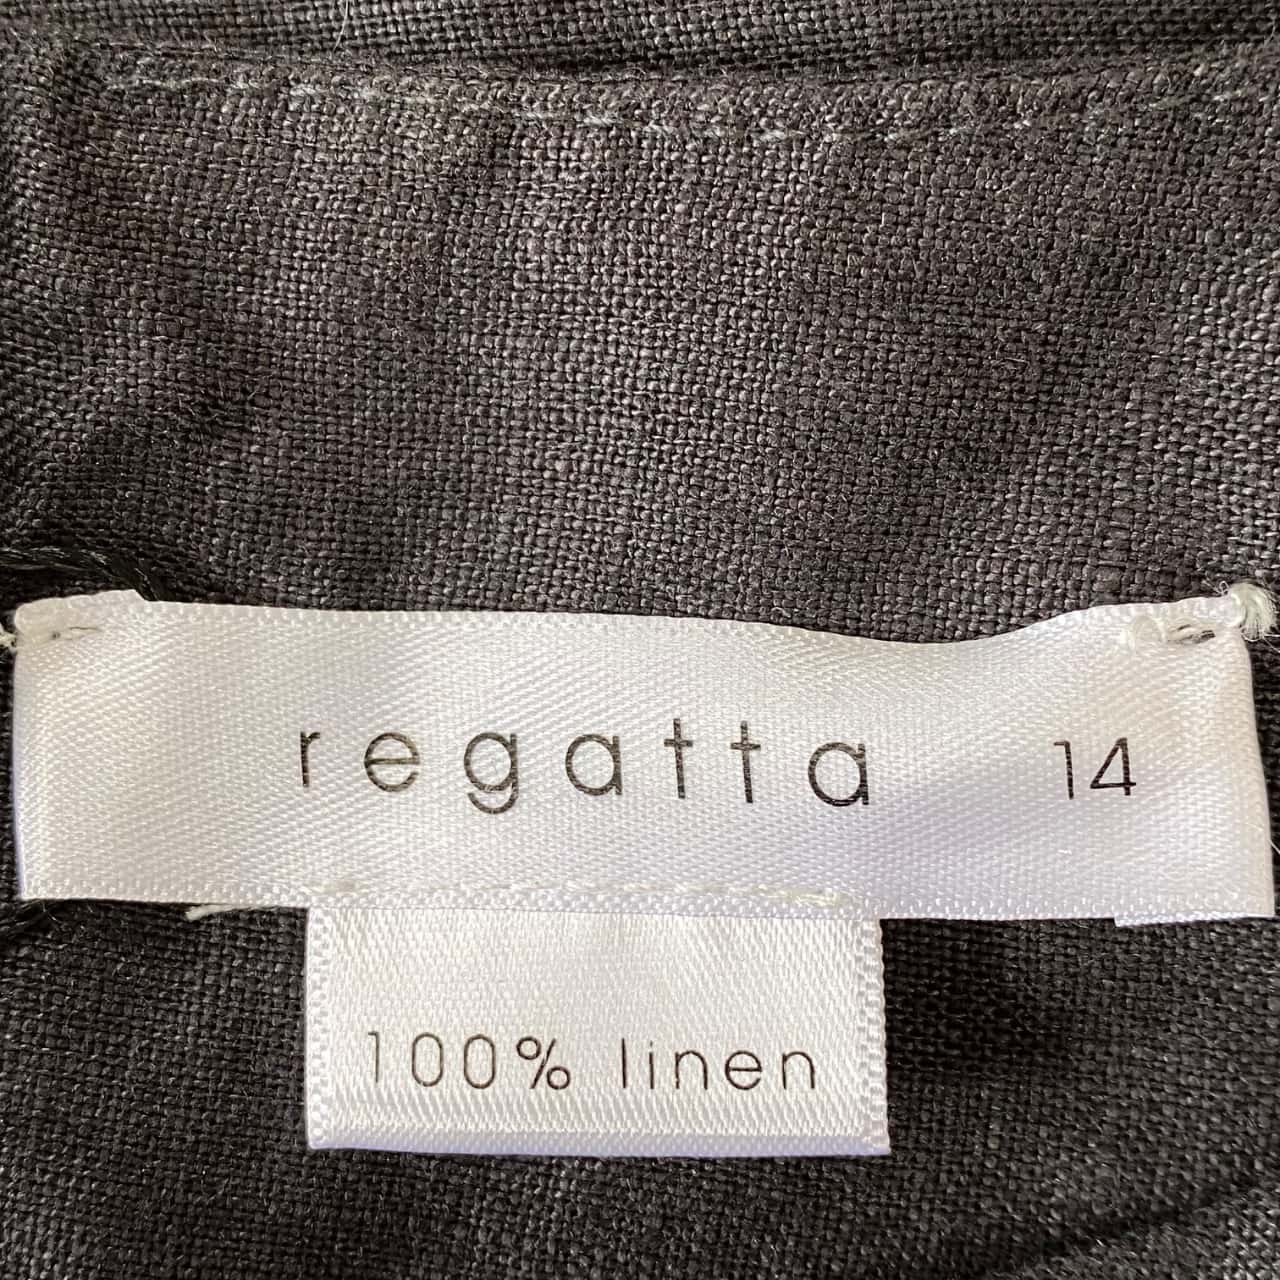 regatta 14
100% linen